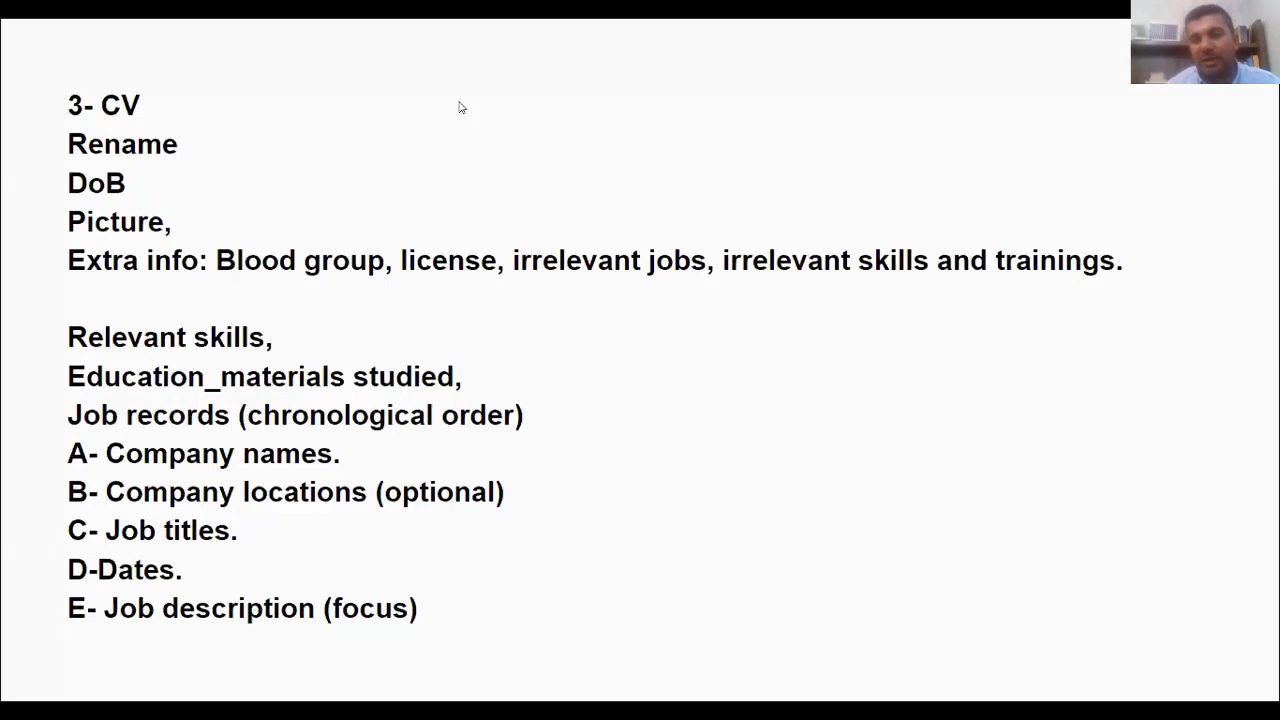 3- CV
Rename
DoB
Picture,
Extra info: Blood group, license, irrelevant jobs, irrelevant skills and trainings.
Relevant skills,
Education_materials studied,
Job records (chronological order)
A- Company names.
B- Company locations (optional)
C- Job titles.
D-Dates.
E- Job description (focus)